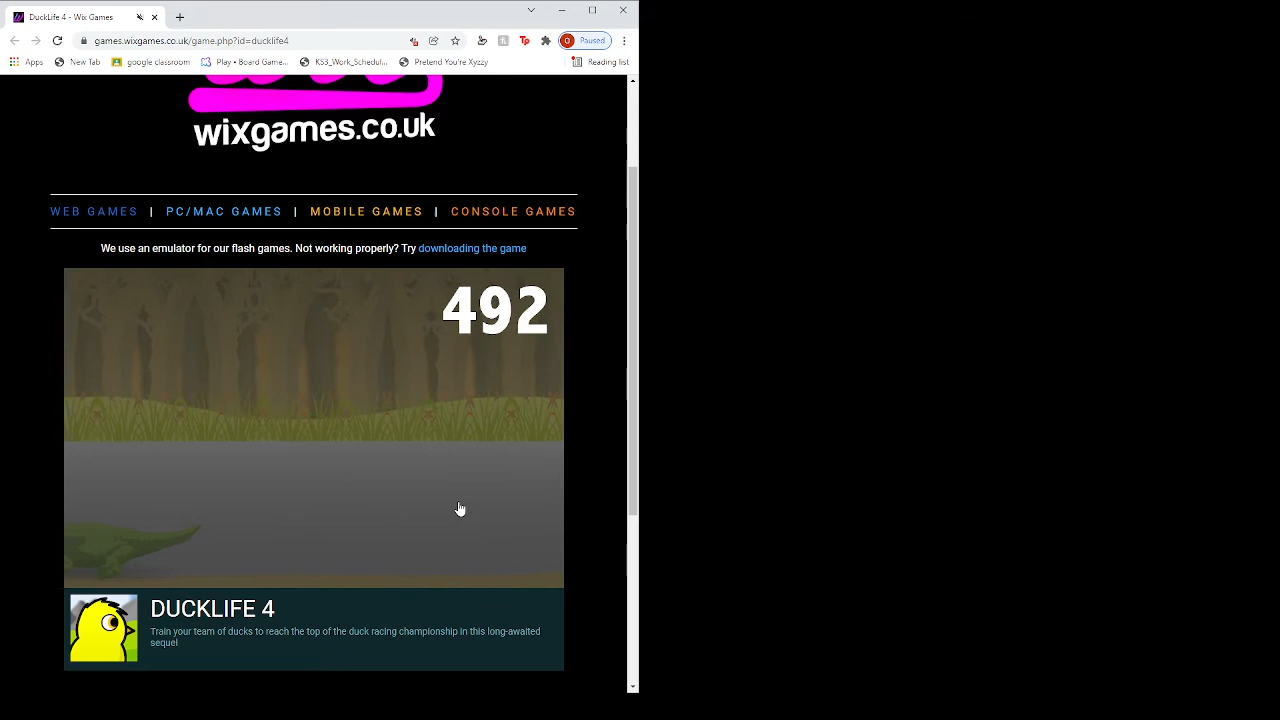 DuckLife 4 - Wix Games
games.wixgames.co.uk/game.php?id=ducklife4
Paused
Apps
New Tab
google classroom
Play • Board Game...
KS3_Work_Schedul...
Pretend You're Xyzzy
Reading list
wixgames.co.uk
WEB GAMES | PC/MAC GAMES | MOBILE GAMES | CONSOLE GAMES
We use an emulator for our flash games. Not working properly? Try downloading the game
492
DUCKLIFE 4
Train your team of ducks to reach the top of the duck racing championship in this long-awaited
sequel